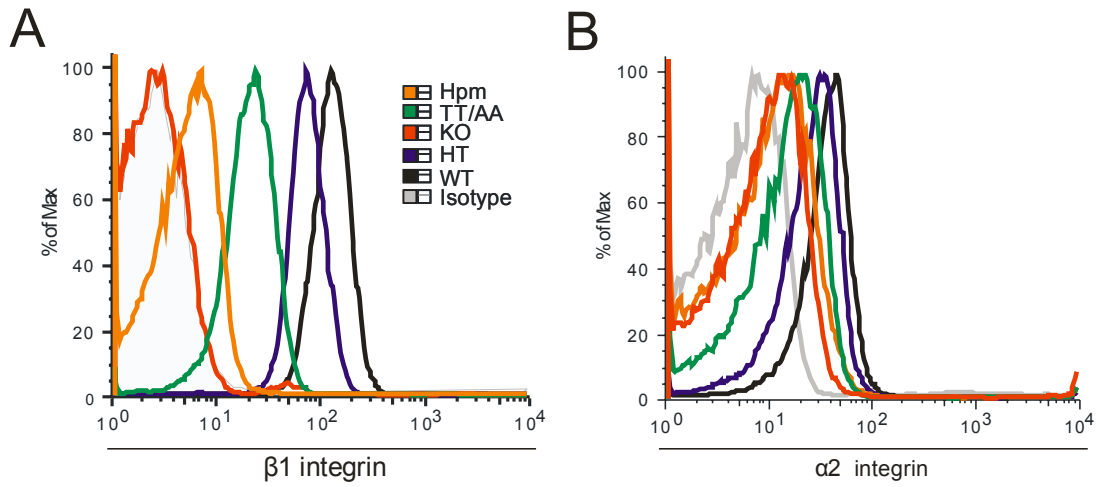 A
B
% of Max
100
80
60
40
20
0
10^0
10^1
10^2
10^3
10^4
β1 integrin
Hpm
TT/AA
KO
HT
WT
Isotype
% of Max
100
80
60
40
20
0
10^0
10^1
10^2
10^3
10^4
α2 integrin